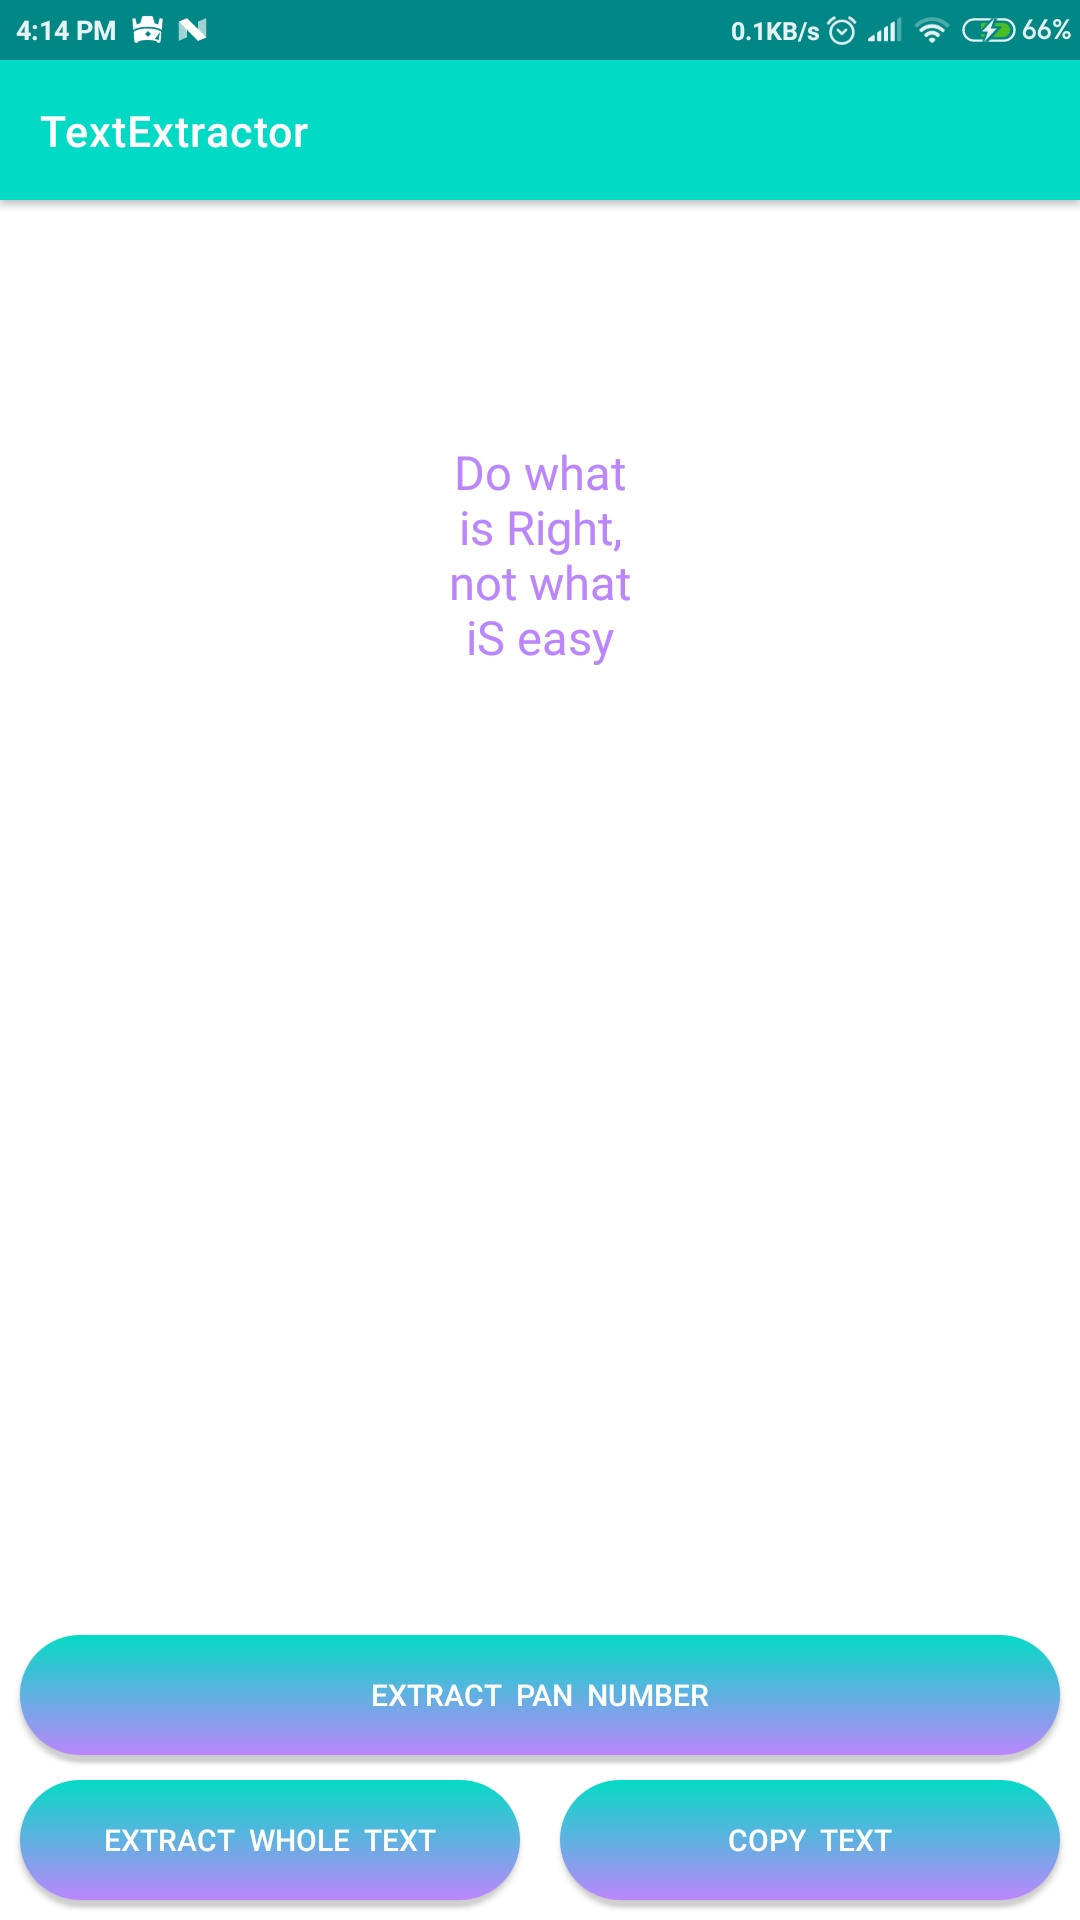 4:14 PM 0.1KB/s 66%
TextExtractor
Do what
is Right,
not what
iS easy
EXTRACT PAN NUMBER
EXTRACT WHOLE TEXT COPY TEXT